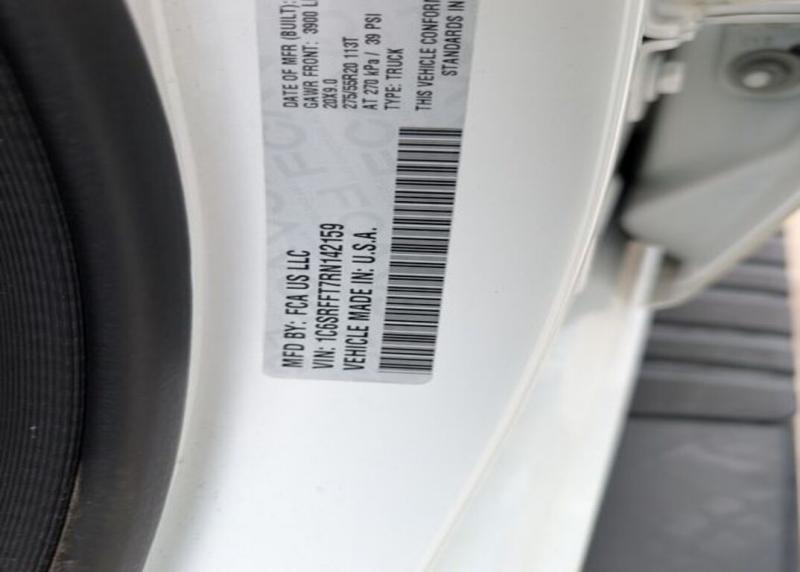 MFD BY: FCA US LLC
DATE OF MFR (BUILT):
VIN: 1C6SRFFT7RN142159
GAWR FRONT: 3900
VEHICLE MADE IN: U.S.A.
20X9.0
275/55R20 113T
AT 270 kPa / 39 PSI
TYPE: TRUCK
THIS VEHICLE
STANDARDS IN